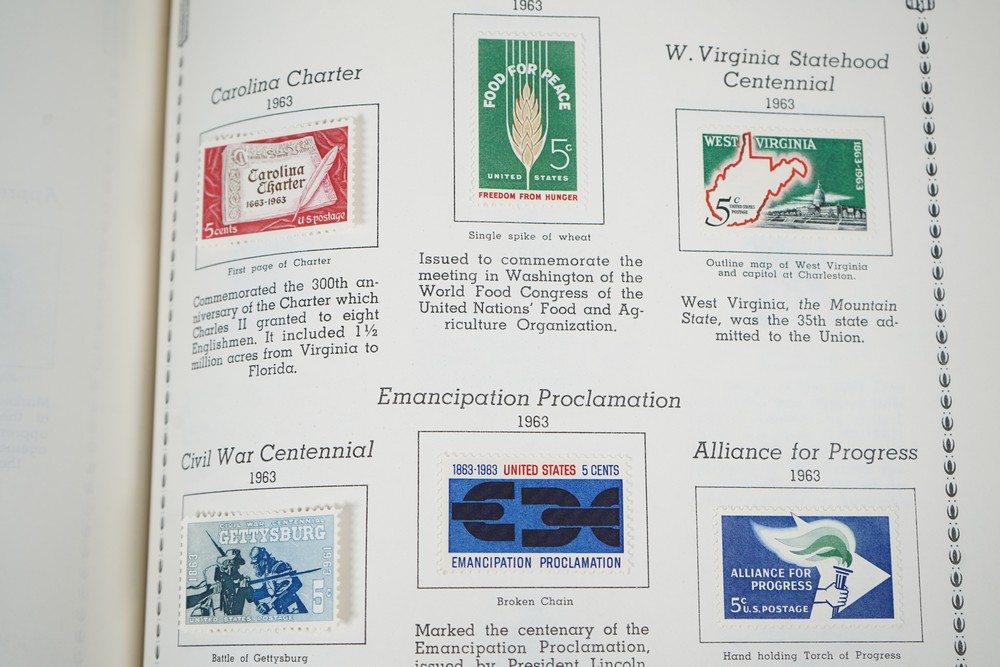 Carolina Charter
1963
Carolina
Charter
1663-1963
5 cents
U.S. postage
First page of Charter
Commemorated the 300th an-
niversary of the Charter which
Charles II granted to eight
Englishmen. It included 1½
million acres from Virginia to
Florida.
1963
FOOD FOR PEACE
5c
UNITED STATES
FREEDOM FROM HUNGER
Single spike of wheat
Issued to commemorate the
meeting in Washington of the
World Food Congress of the
United Nations' Food and Ag-
riculture Organization.
W. Virginia Statehood
Centennial
1963
WEST VIRGINIA
1863-1963
5c
UNITED STATES
POSTAGE
Outline map of West Virginia
and capitol at Charleston.
West Virginia, the Mountain
State, was the 35th state ad-
mitted to the Union.
Civil War Centennial
1963
CIVIL WAR CENTENNIAL
GETTYSBURG
1863
1963
5c
UNITED STATES POSTAGE
Battle of Gettysburg
Emancipation Proclamation
1963
1863-1963 UNITED STATES 5 CENTS
EMANCIPATION PROCLAMATION
Broken Chain
Marked the centenary of the
Emancipation Proclamation,
issued by President Lincoln
Alliance for Progress
1963
ALLIANCE FOR
PROGRESS
5c U.S. POSTAGE
Hand holding Torch of Progress